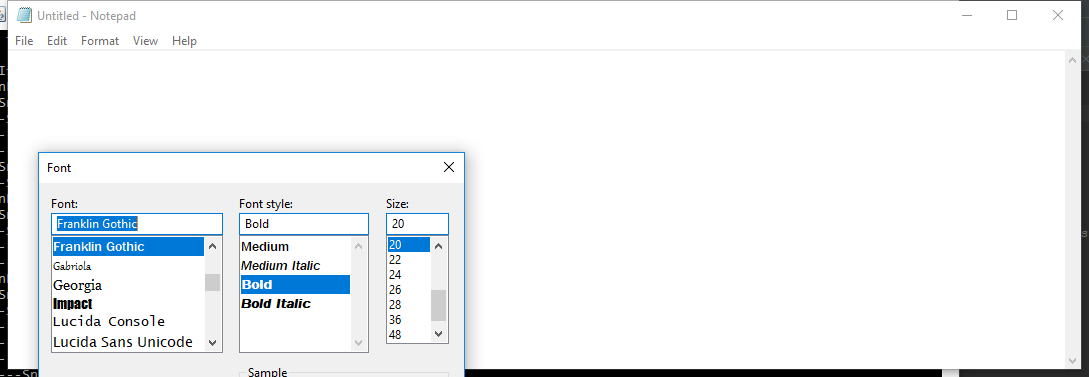 Untitled - Notepad
File Edit Format View Help
Font
Font: Font style: Size:
Franklin Gothic Bold 20
Franklin Gothic Medium 20
Gabriola Medium Italic 22
Georgia Bold 24
Impact Bold Italic 26
Lucida Console 28
Lucida Sans Unicode 36
48
Sample